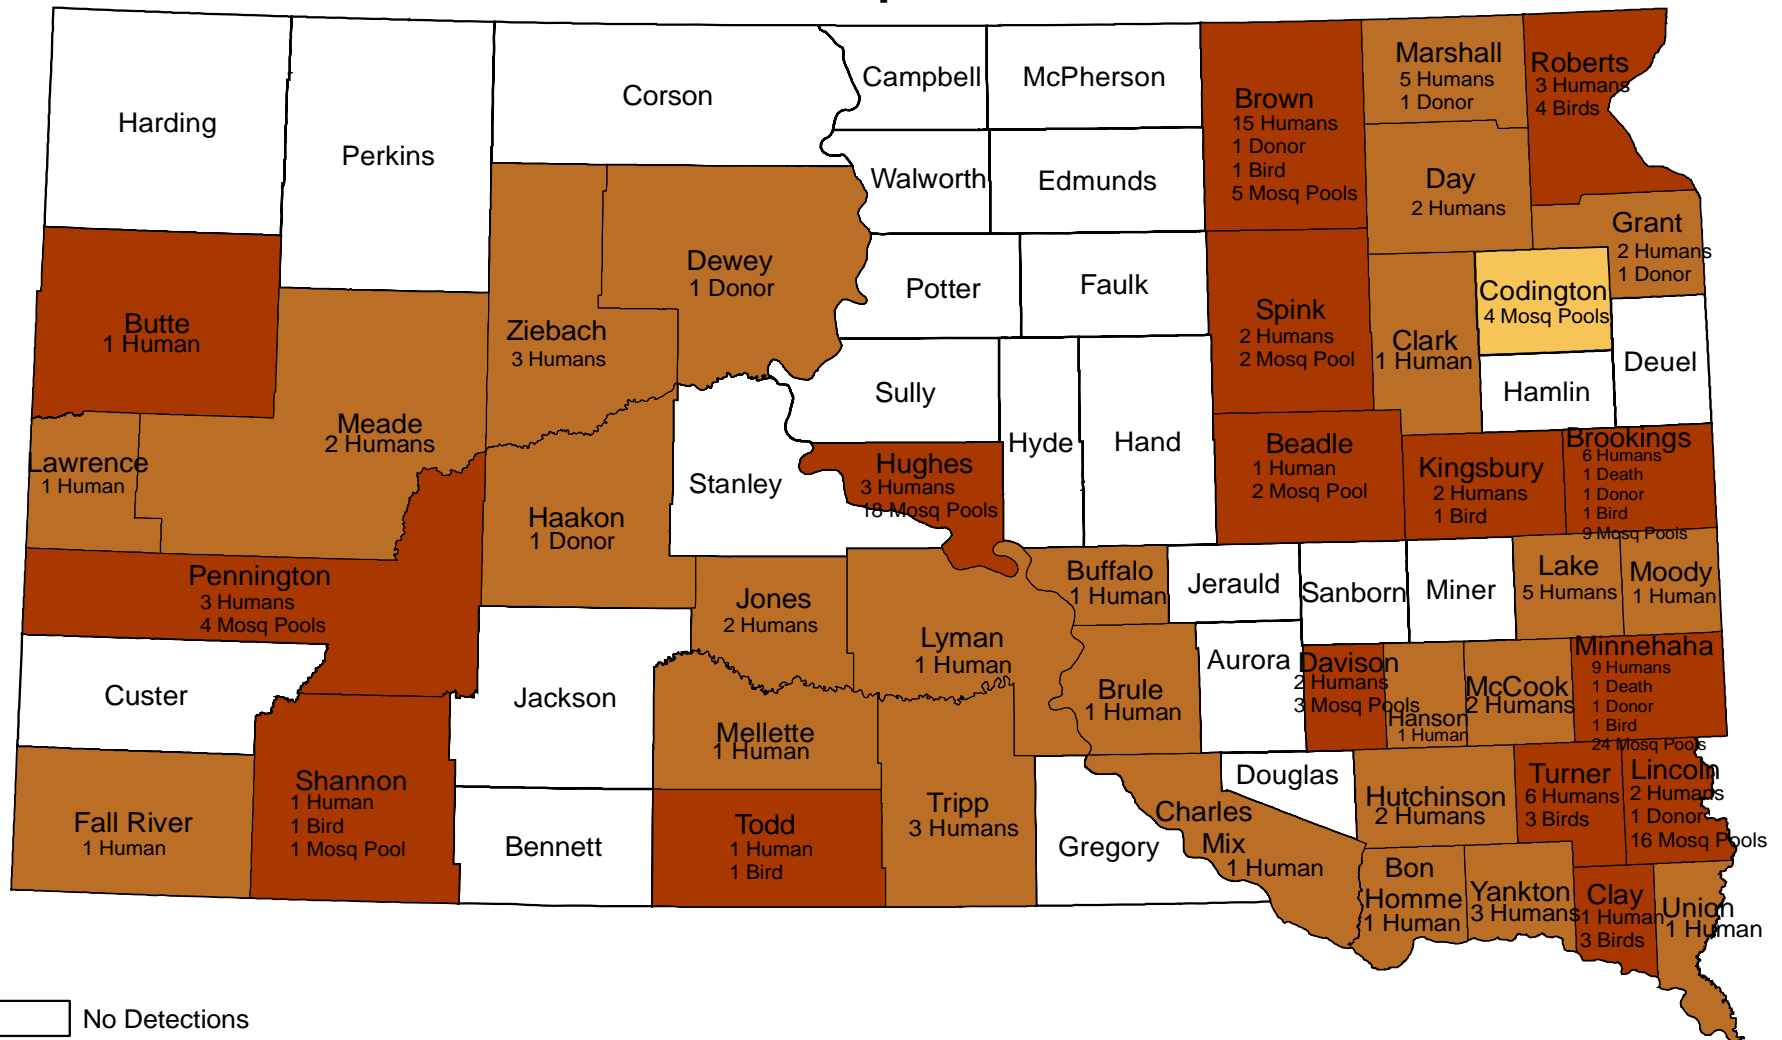 Harding
Perkins
Corson
Campbell
McPherson
Brown
15 Humans
1 Donor
1 Bird
5 Mosq Pools
Marshall
5 Humans
1 Donor
Roberts
3 Humans
4 Birds
Walworth
Edmunds
Day
2 Humans
Grant
2 Humans
1 Donor
Butte
1 Human
Meade
2 Humans
Ziebach
3 Humans
Dewey
1 Donor
Potter
Faulk
Spink
2 Humans
2 Mosq Pool
Clark
1 Human
Codington
4 Mosq Pools
Deuel
Hamlin
Lawrence
1 Human
Haakon
1 Donor
Stanley
Sully
Hughes
3 Humans
18 Mosq Pools
Hyde
Hand
Beadle
1 Human
2 Mosq Pool
Kingsbury
2 Humans
1 Bird
Brookings
6 Humans
1 Death
1 Donor
1 Bird
9 Mosq Pools
Pennington
3 Humans
4 Mosq Pools
Jones
2 Humans
Lyman
1 Human
Buffalo
1 Human
Jerauld
Sanborn
Miner
Lake
5 Humans
Moody
1 Human
Custer
Jackson
Mellette
1 Human
Brule
1 Human
Aurora
Davison
2 Humans
3 Mosq Pools
Hanson
1 Human
McCook
2 Humans
Minnehaha
9 Humans
1 Death
1 Donor
1 Bird
24 Mosq Pools
Fall River
1 Human
Shannon
1 Human
1 Bird
1 Mosq Pool
Bennett
Todd
1 Human
1 Bird
Tripp
3 Humans
Gregory
Charles
Mix
1 Human
Douglas
Hutchinson
2 Humans
Turner
6 Humans
3 Birds
Lincoln
2 Humans
1 Donor
16 Mosq Pools
Bon
Homme
1 Human
Yankton
3 Humans
Clay
1 Human
3 Birds
Union
1 Human
No Detections